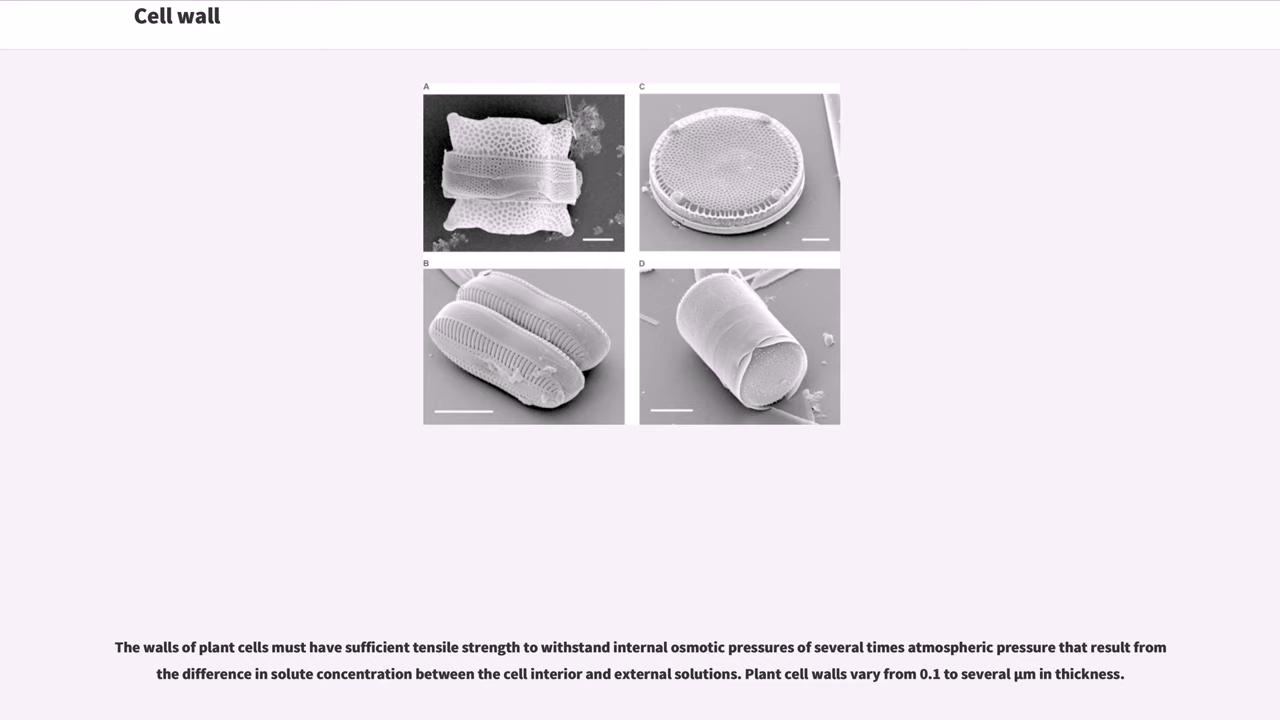 Cell wall
A
C
B
D
The walls of plant cells must have sufficient tensile strength to withstand internal osmotic pressures of several times atmospheric pressure that result from
the difference in solute concentration between the cell interior and external solutions. Plant cell walls vary from 0.1 to several µm in thickness.